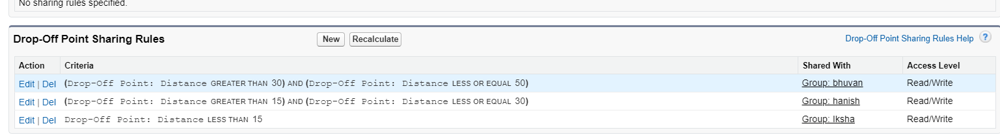 No sharing rules specified.
Drop-Off Point Sharing Rules New Recalculate Drop-Off Point Sharing Rules Help ?
Action Criteria Shared With Access Level
Edit | Del (Drop-Off Point: Distance GREATER THAN 30) AND (Drop-Off Point: Distance LESS OR EQUAL 50) Group: bhuvan Read/Write
Edit | Del (Drop-Off Point: Distance GREATER THAN 15) AND (Drop-Off Point: Distance LESS OR EQUAL 30) Group: hanish Read/Write
Edit | Del Drop-Off Point: Distance LESS THAN 15 Group: Iksha Read/Write